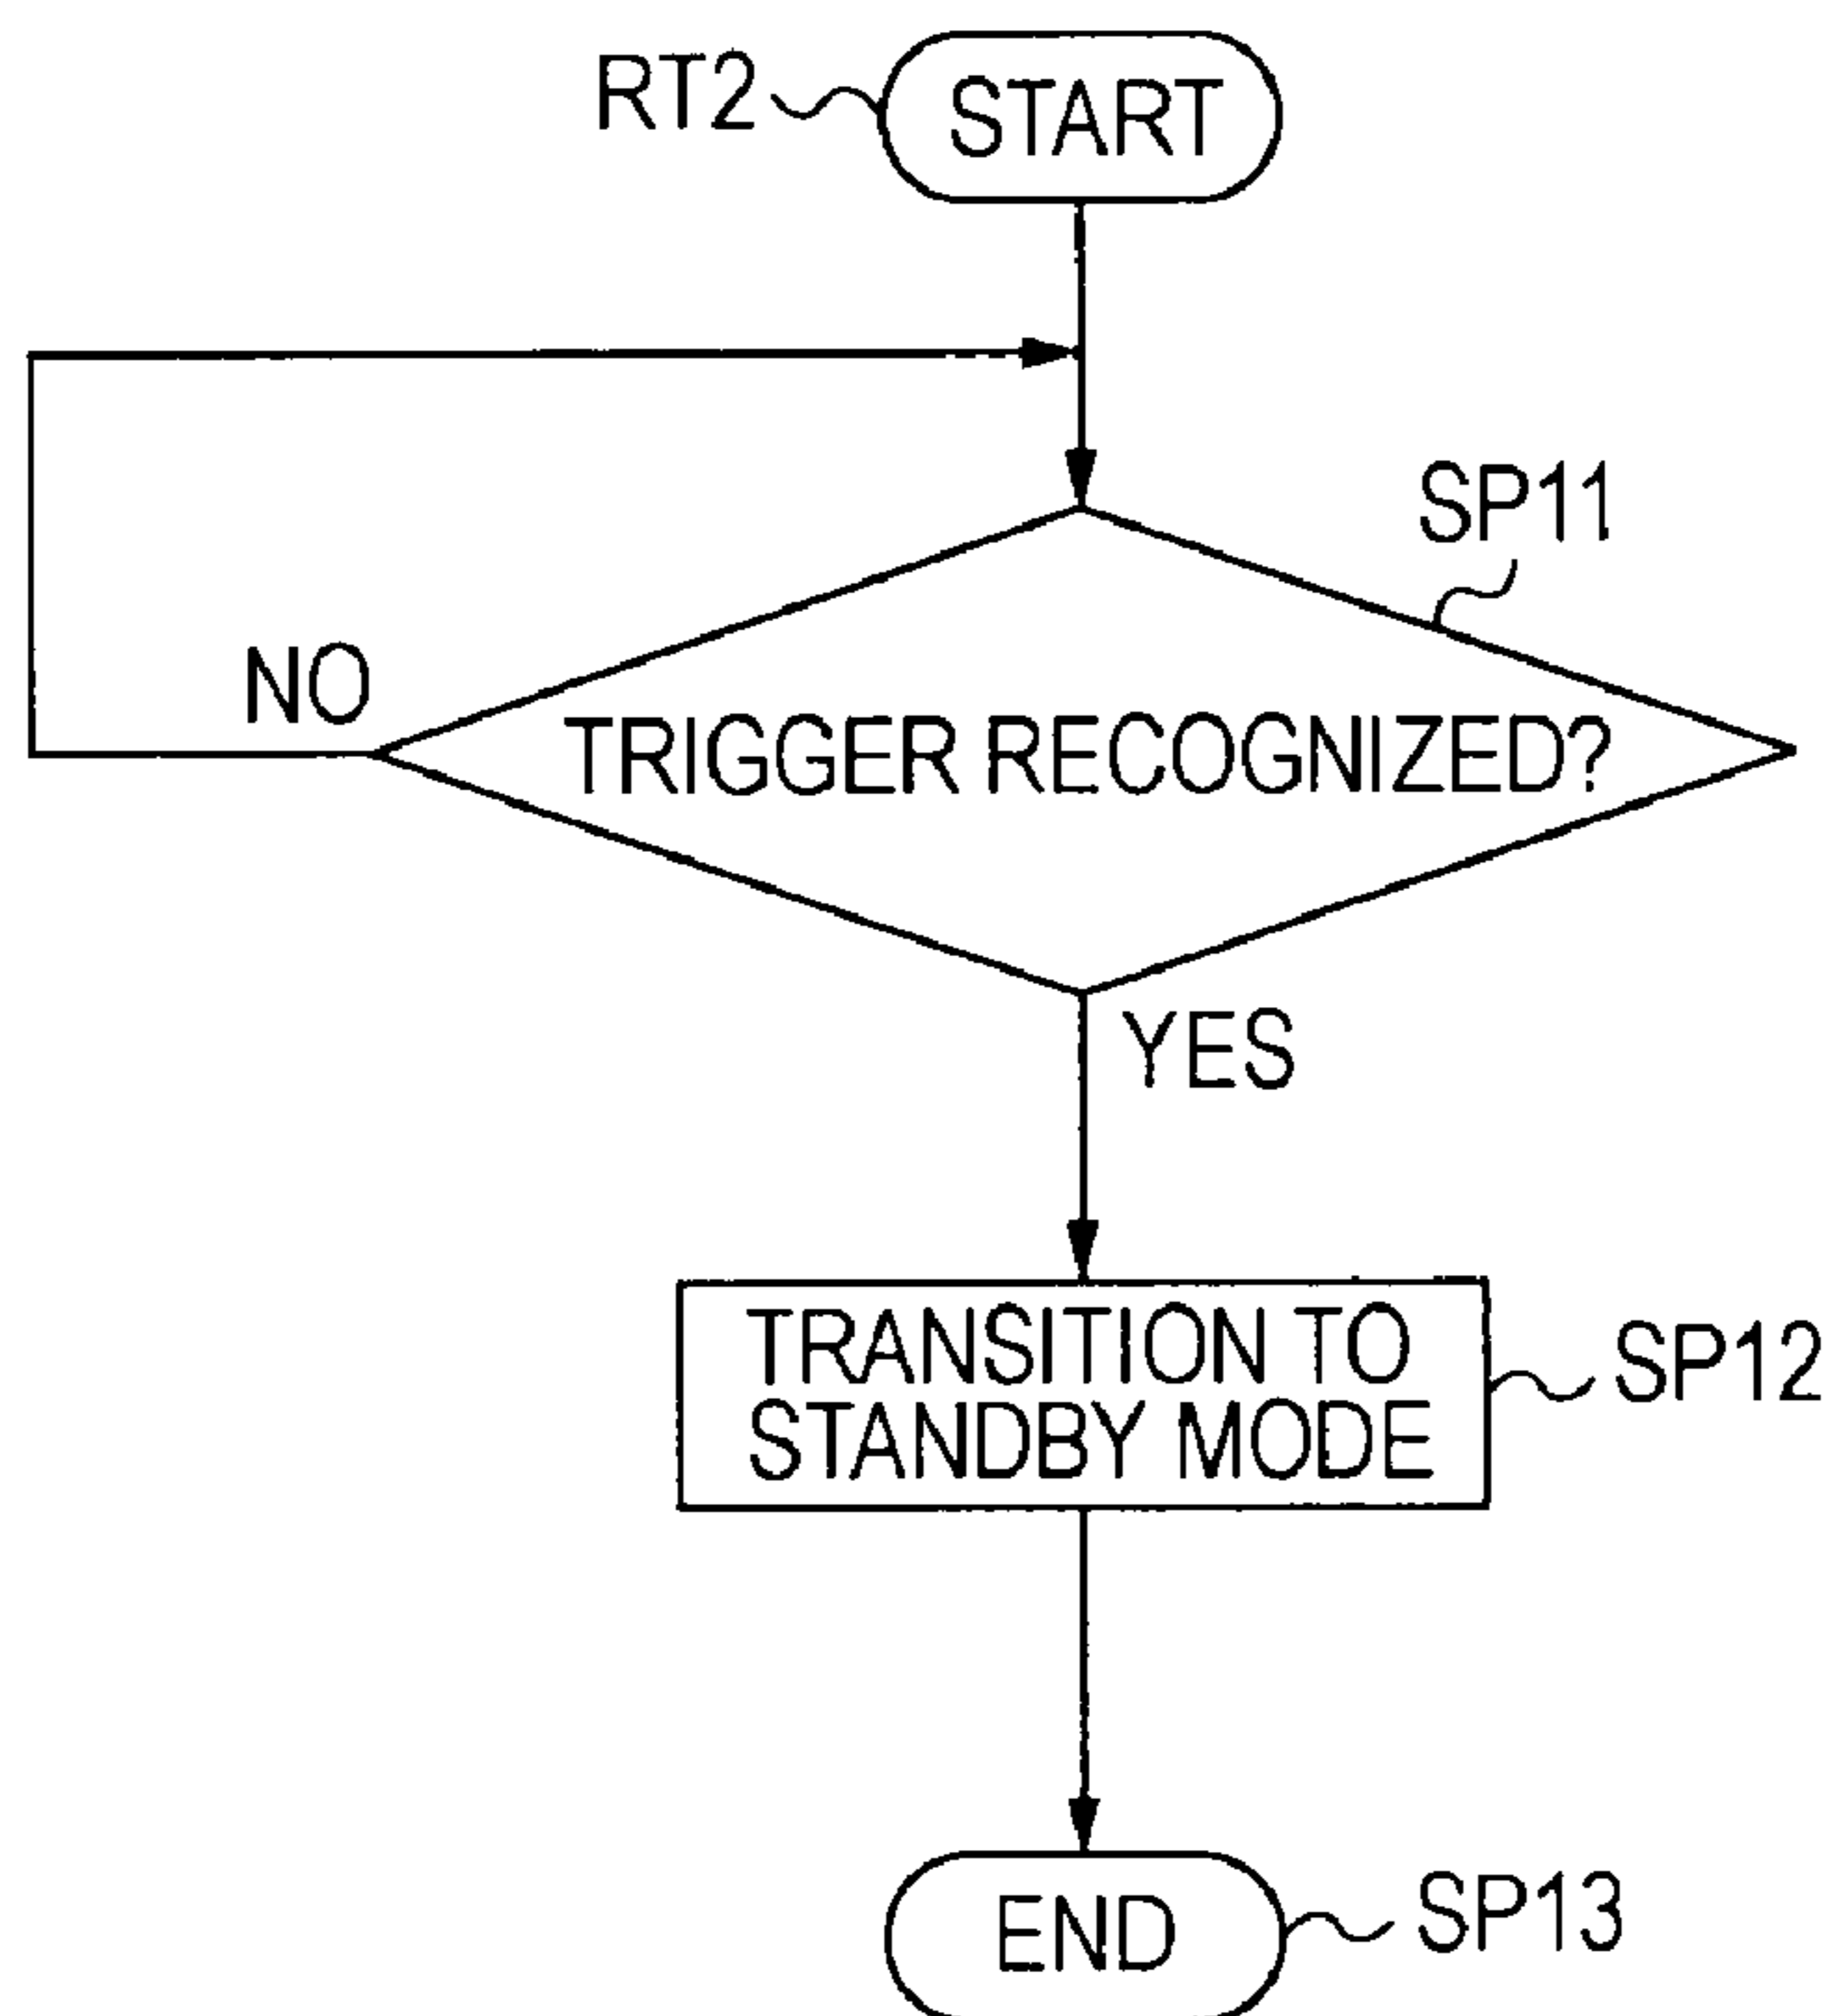 RT2
START
SP11
NO
TRIGGER RECOGNIZED?
YES
TRANSITION TO
STANDBY MODE
SP12
END
SP13